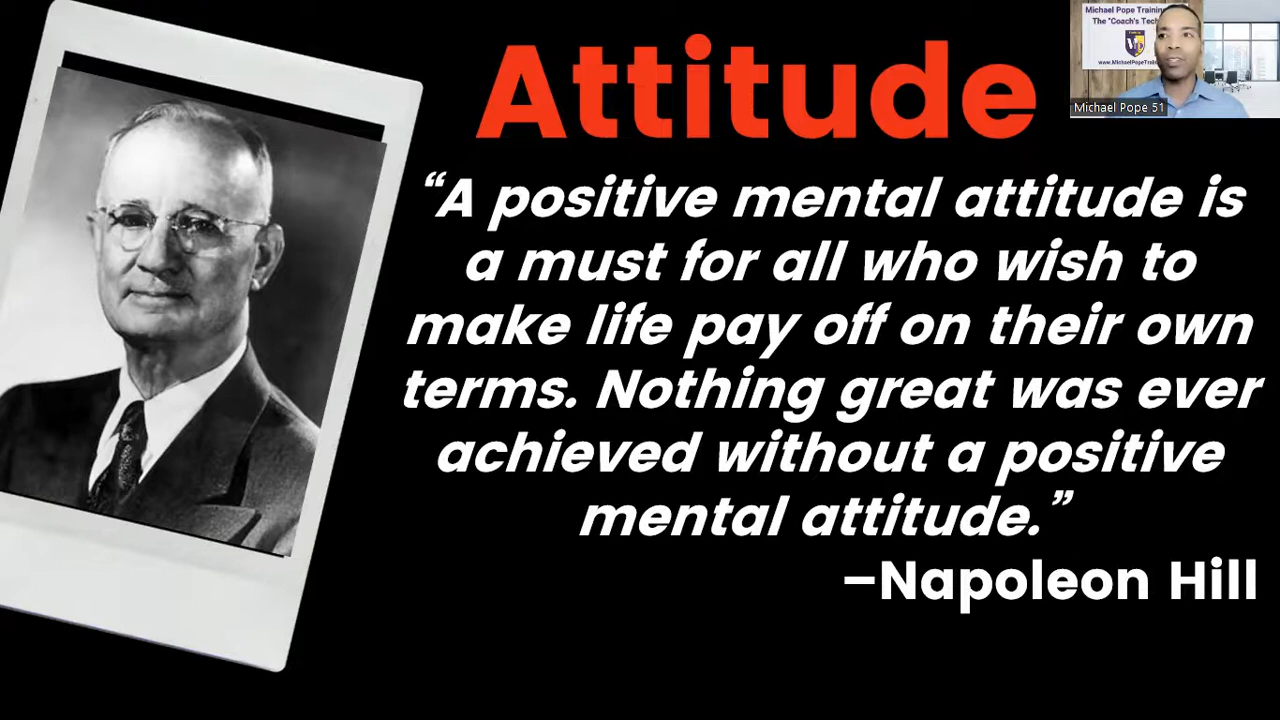 Attitude
“A positive mental attitude is
a must for all who wish to
make life pay off on their own
terms. Nothing great was ever
achieved without a positive
mental attitude.”
–Napoleon Hill
Michael Pope Training
The "Coach's
www.MichaelPopeTrai
Michael Pope 51